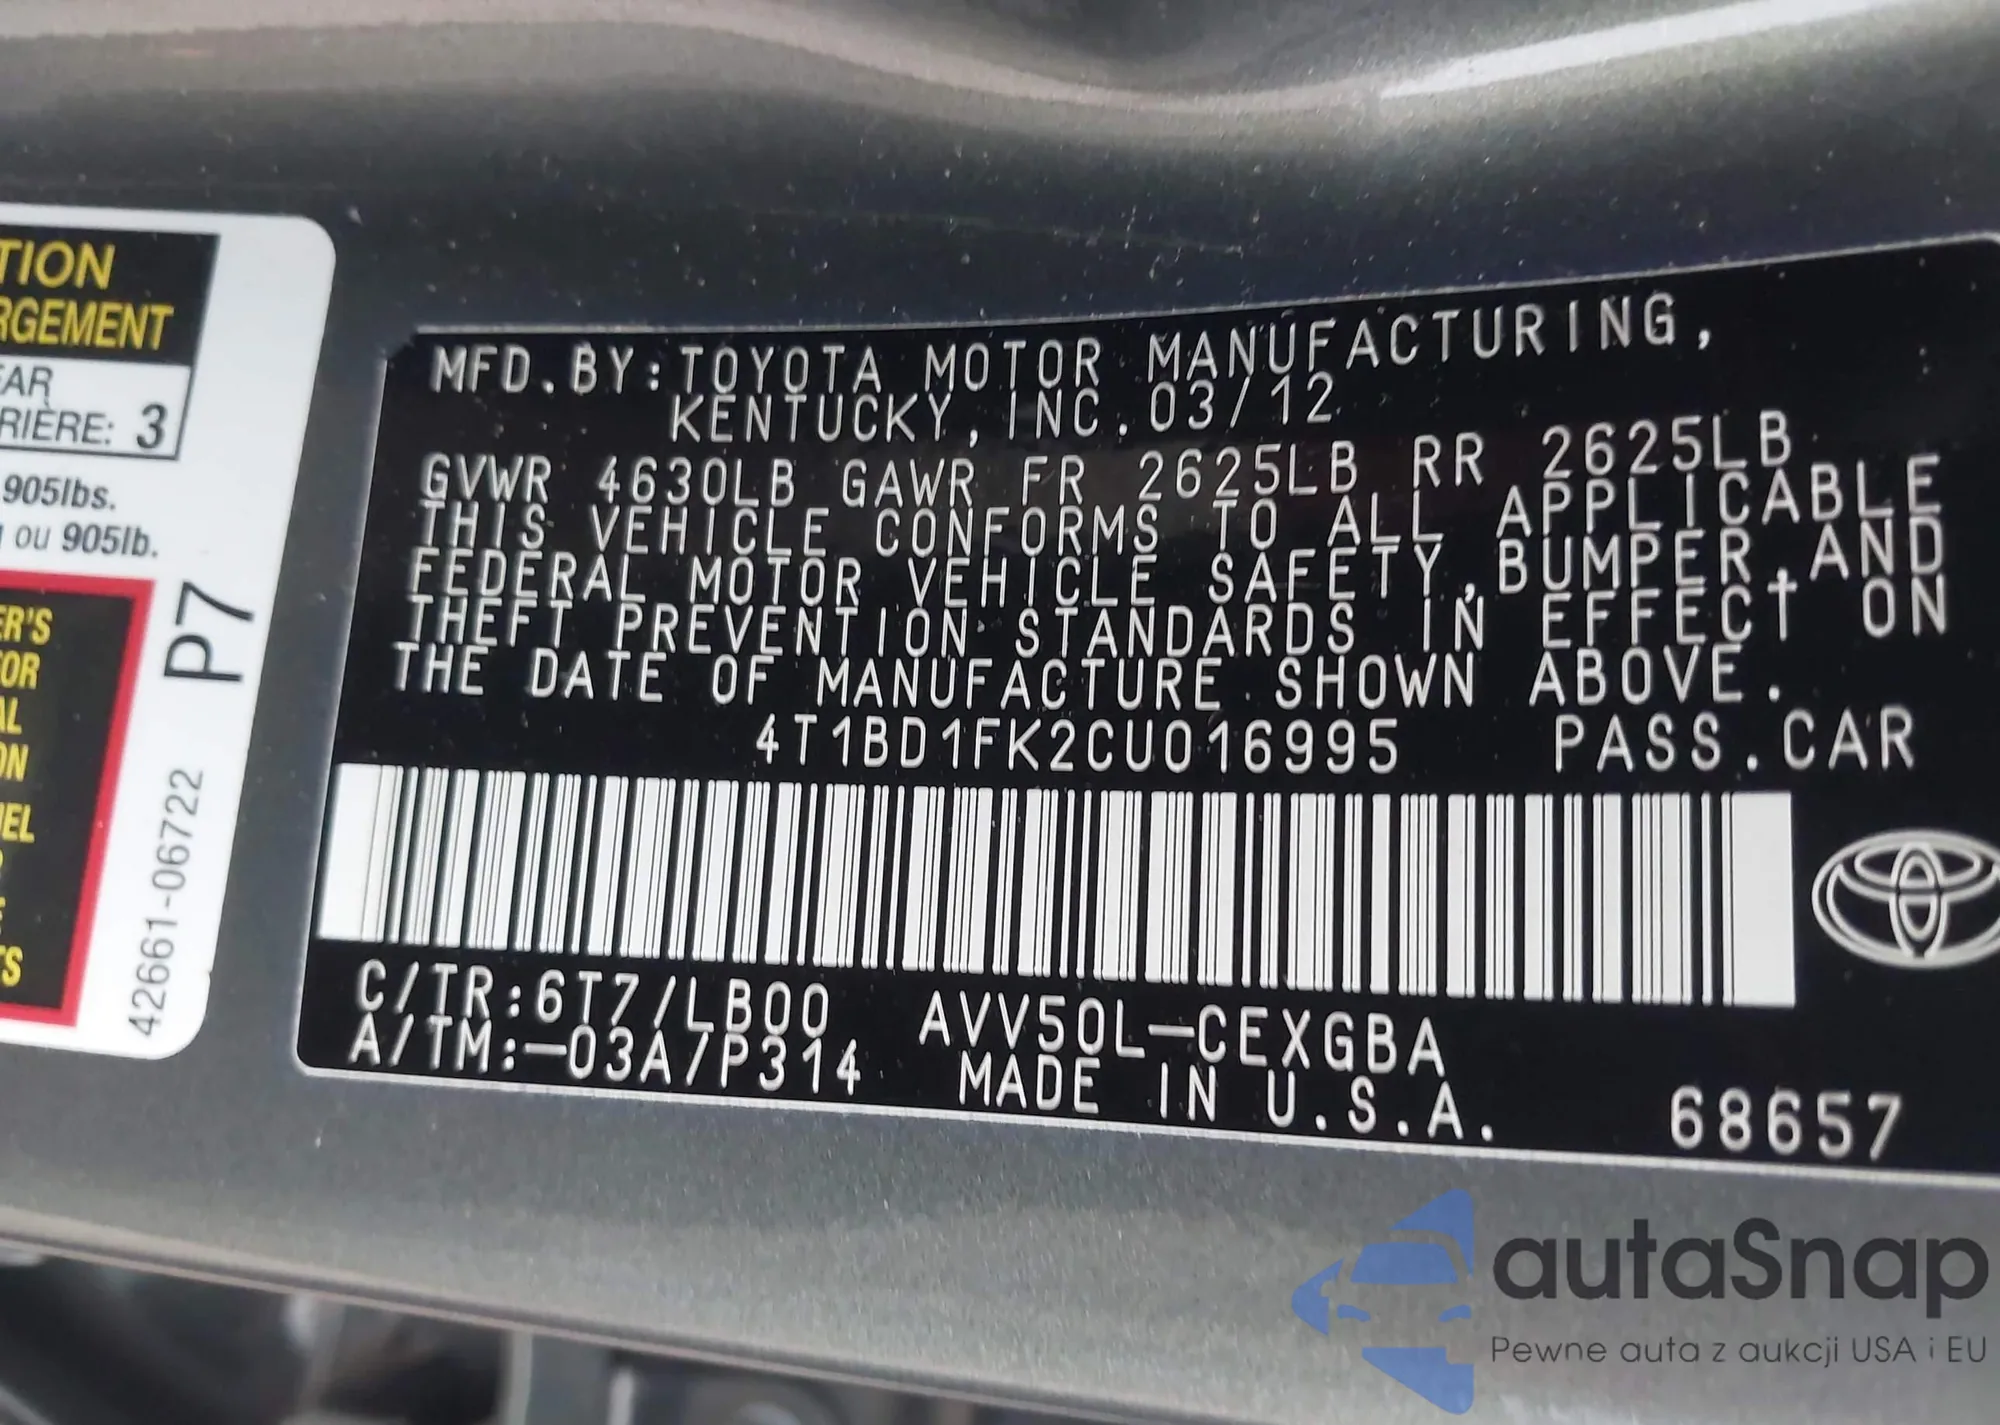 TION
RGEMENT
EAR
RIÈRE: 3
905lbs.
ou 905lb.
ER'S
FOR
AL
ON
EL
TS
42661-06722 P7
MFD.BY:TOYOTA MOTOR MANUFACTURING,
KENTUCKY, INC.03/12
GVWR 4630LB GAWR FR 2625LB RR 2625LB
THIS VEHICLE CONFORMS TO ALL APPLICABLE
FEDERAL MOTOR VEHICLE SAFETY,BUMPER,AND
THEFT PREVENTION STANDARDS IN EFFECT ON
THE DATE OF MANUFACTURE SHOWN ABOVE.
4T1BD1FK2CU016995 PASS.CAR
C/TR:6T7/LB00 AVV50L-CEXGBA
A/TM:-03A/P314 MADE IN U.S.A. 68657
autaSnap
Pewne auta z aukcji USA i EU